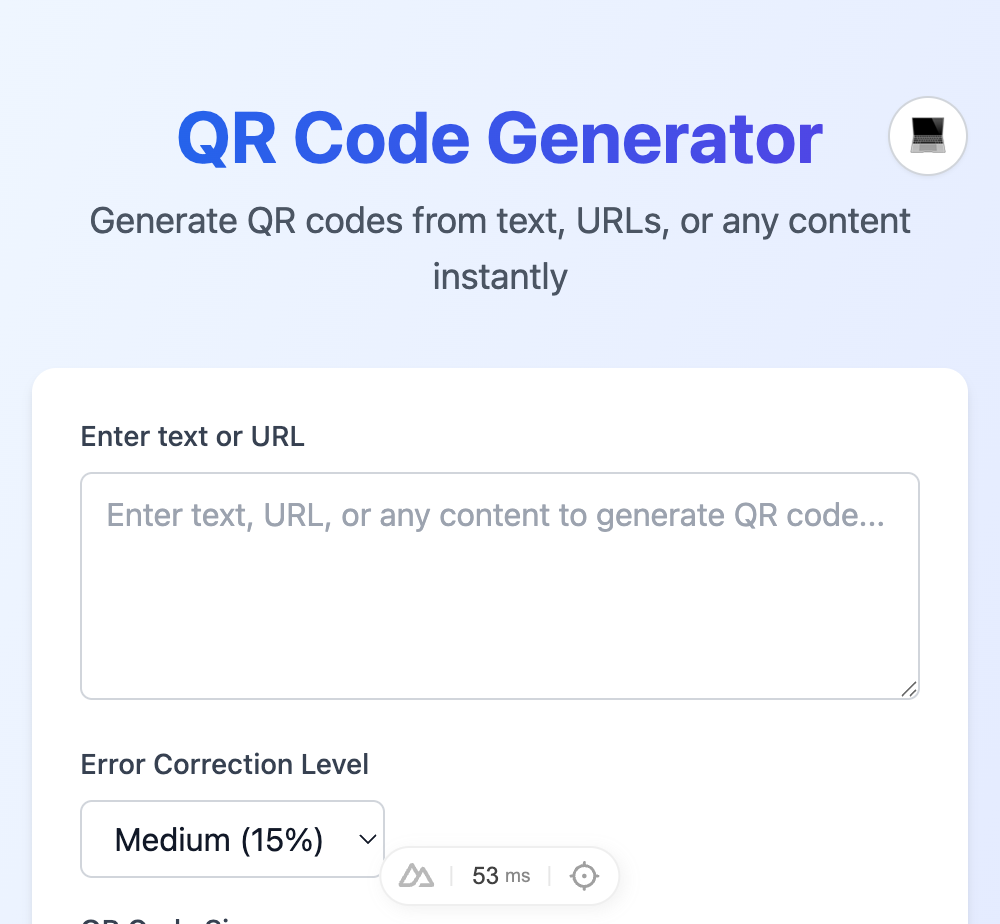 QR Code Generator
Generate QR codes from text, URLs, or any content
instantly
Enter text or URL
Enter text, URL, or any content to generate QR code...
Error Correction Level
Medium (15%)
53 ms